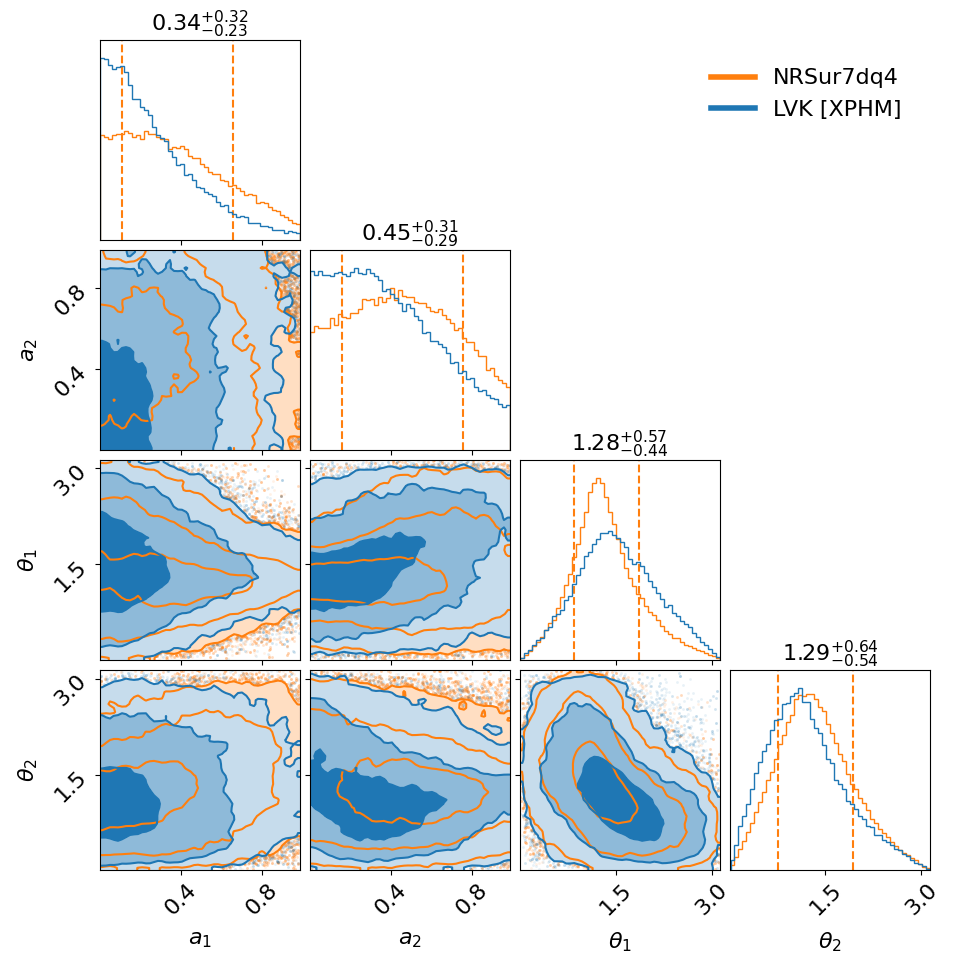 0.34+0.32−0.23
NRSur7dq4
LVK [XPHM]
0.45+0.31−0.29
0.8
0.4
a2
1.28+0.57−0.44
3.0
1.5
θ1
1.29+0.64−0.54
3.0
1.5
θ2
0.4 0.8 0.4 0.8 1.5 3.0 1.5 3.0
a1 a2 θ1 θ2